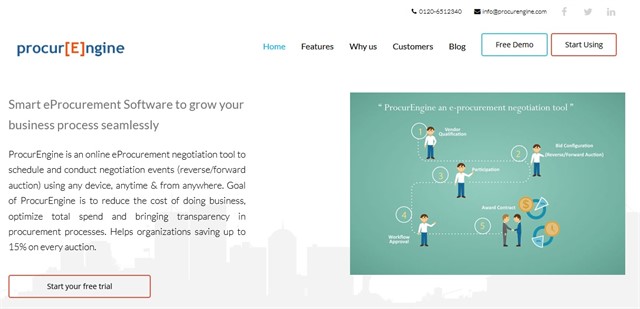 0120-6512340 info@procurengine.com
procur[E]ngine
Home Features Why us Customers Blog Free Demo Start Using
Smart eProcurement Software to grow your
business process seamlessly
ProcurEngine is an online eProcurement negotiation tool to
schedule and conduct negotiation events (reverse/forward
auction) using any device, anytime & from anywhere. Goal
of ProcurEngine is to reduce the cost of doing business,
optimize total spend and bringing transparency in
procurement processes. Helps organizations saving up to
15% on every auction.
Start your free trial
“ ProcurEngine an e-procurement negotiation tool ”
1
Vendor
Qualification
2
Bid Configuration
(Reverse/forward Auction)
3
Participation
4
Workflow
Approval
5
Award Contract
$
$